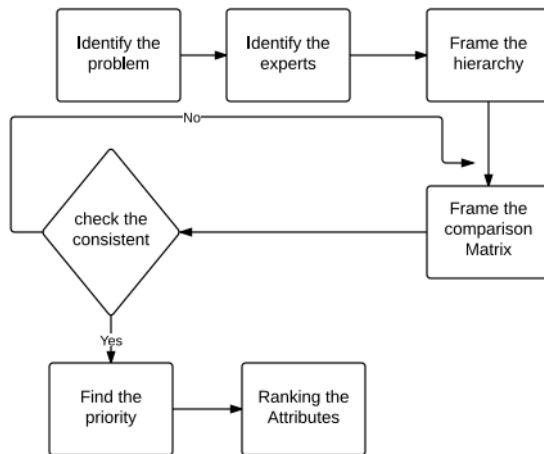 Identify the
problem
Identify the
experts
Frame the
hierarchy
No
Frame the
comparison
Matrix
check the
consistent
Yes
Find the
priority
Ranking the
Attributes